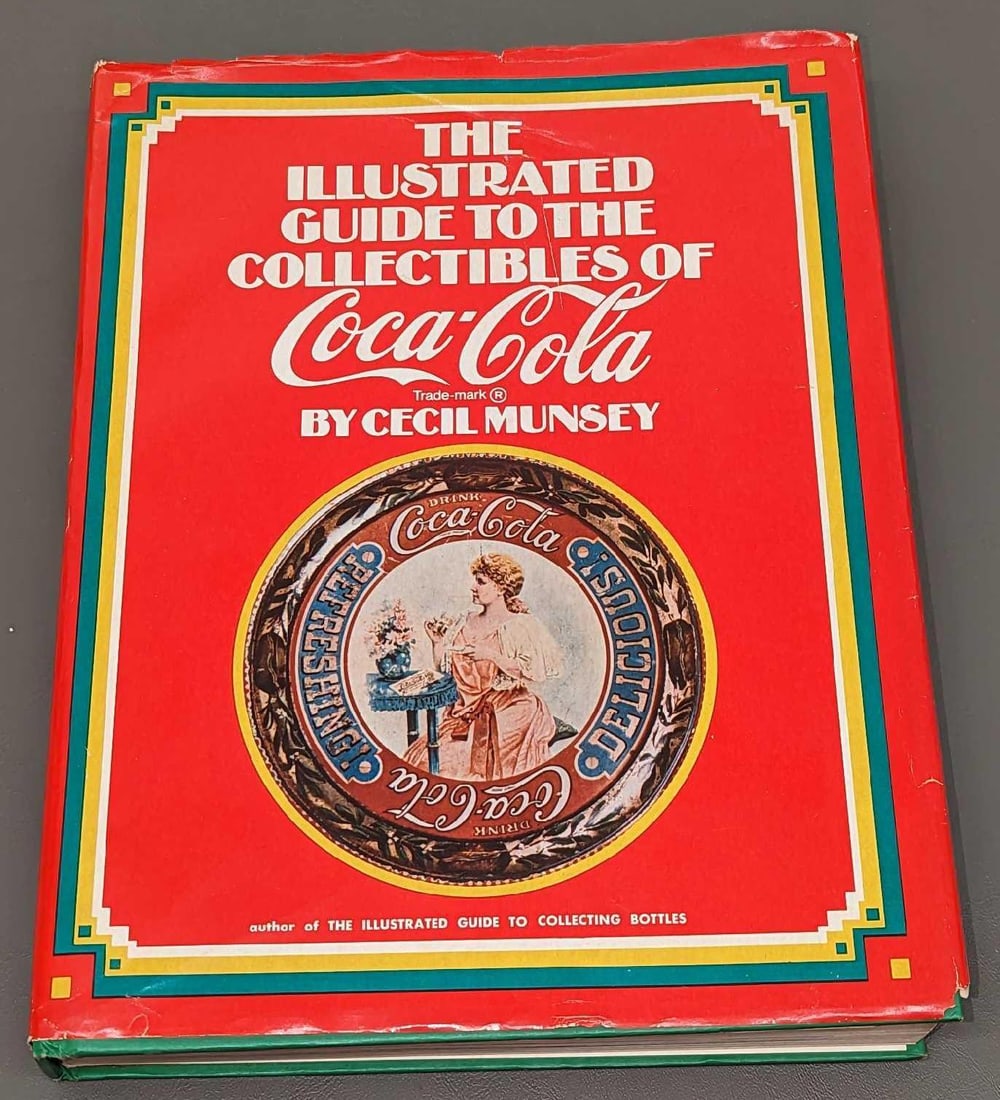 THE
ILLUSTRATED
GUIDE TO THE
COLLECTIBLES OF
Coca-Cola
Trade-mark ®
BY CECIL MUNSEY
DRINK
Coca-Cola
REFRESHING!
DELICIOUS!
DRINK
Coca-Cola
author of THE ILLUSTRATED GUIDE TO COLLECTING BOTTLES